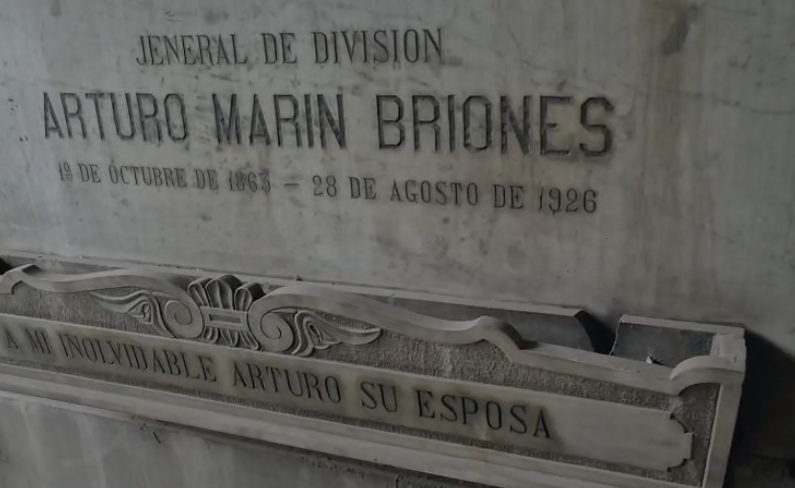 JENERAL DE DIVISION
ARTURO MARIN BRIONES
1º DE OCTUBRE DE 1863 – 28 DE AGOSTO DE 1926
A MI INOLVIDABLE ARTURO SU ESPOSA